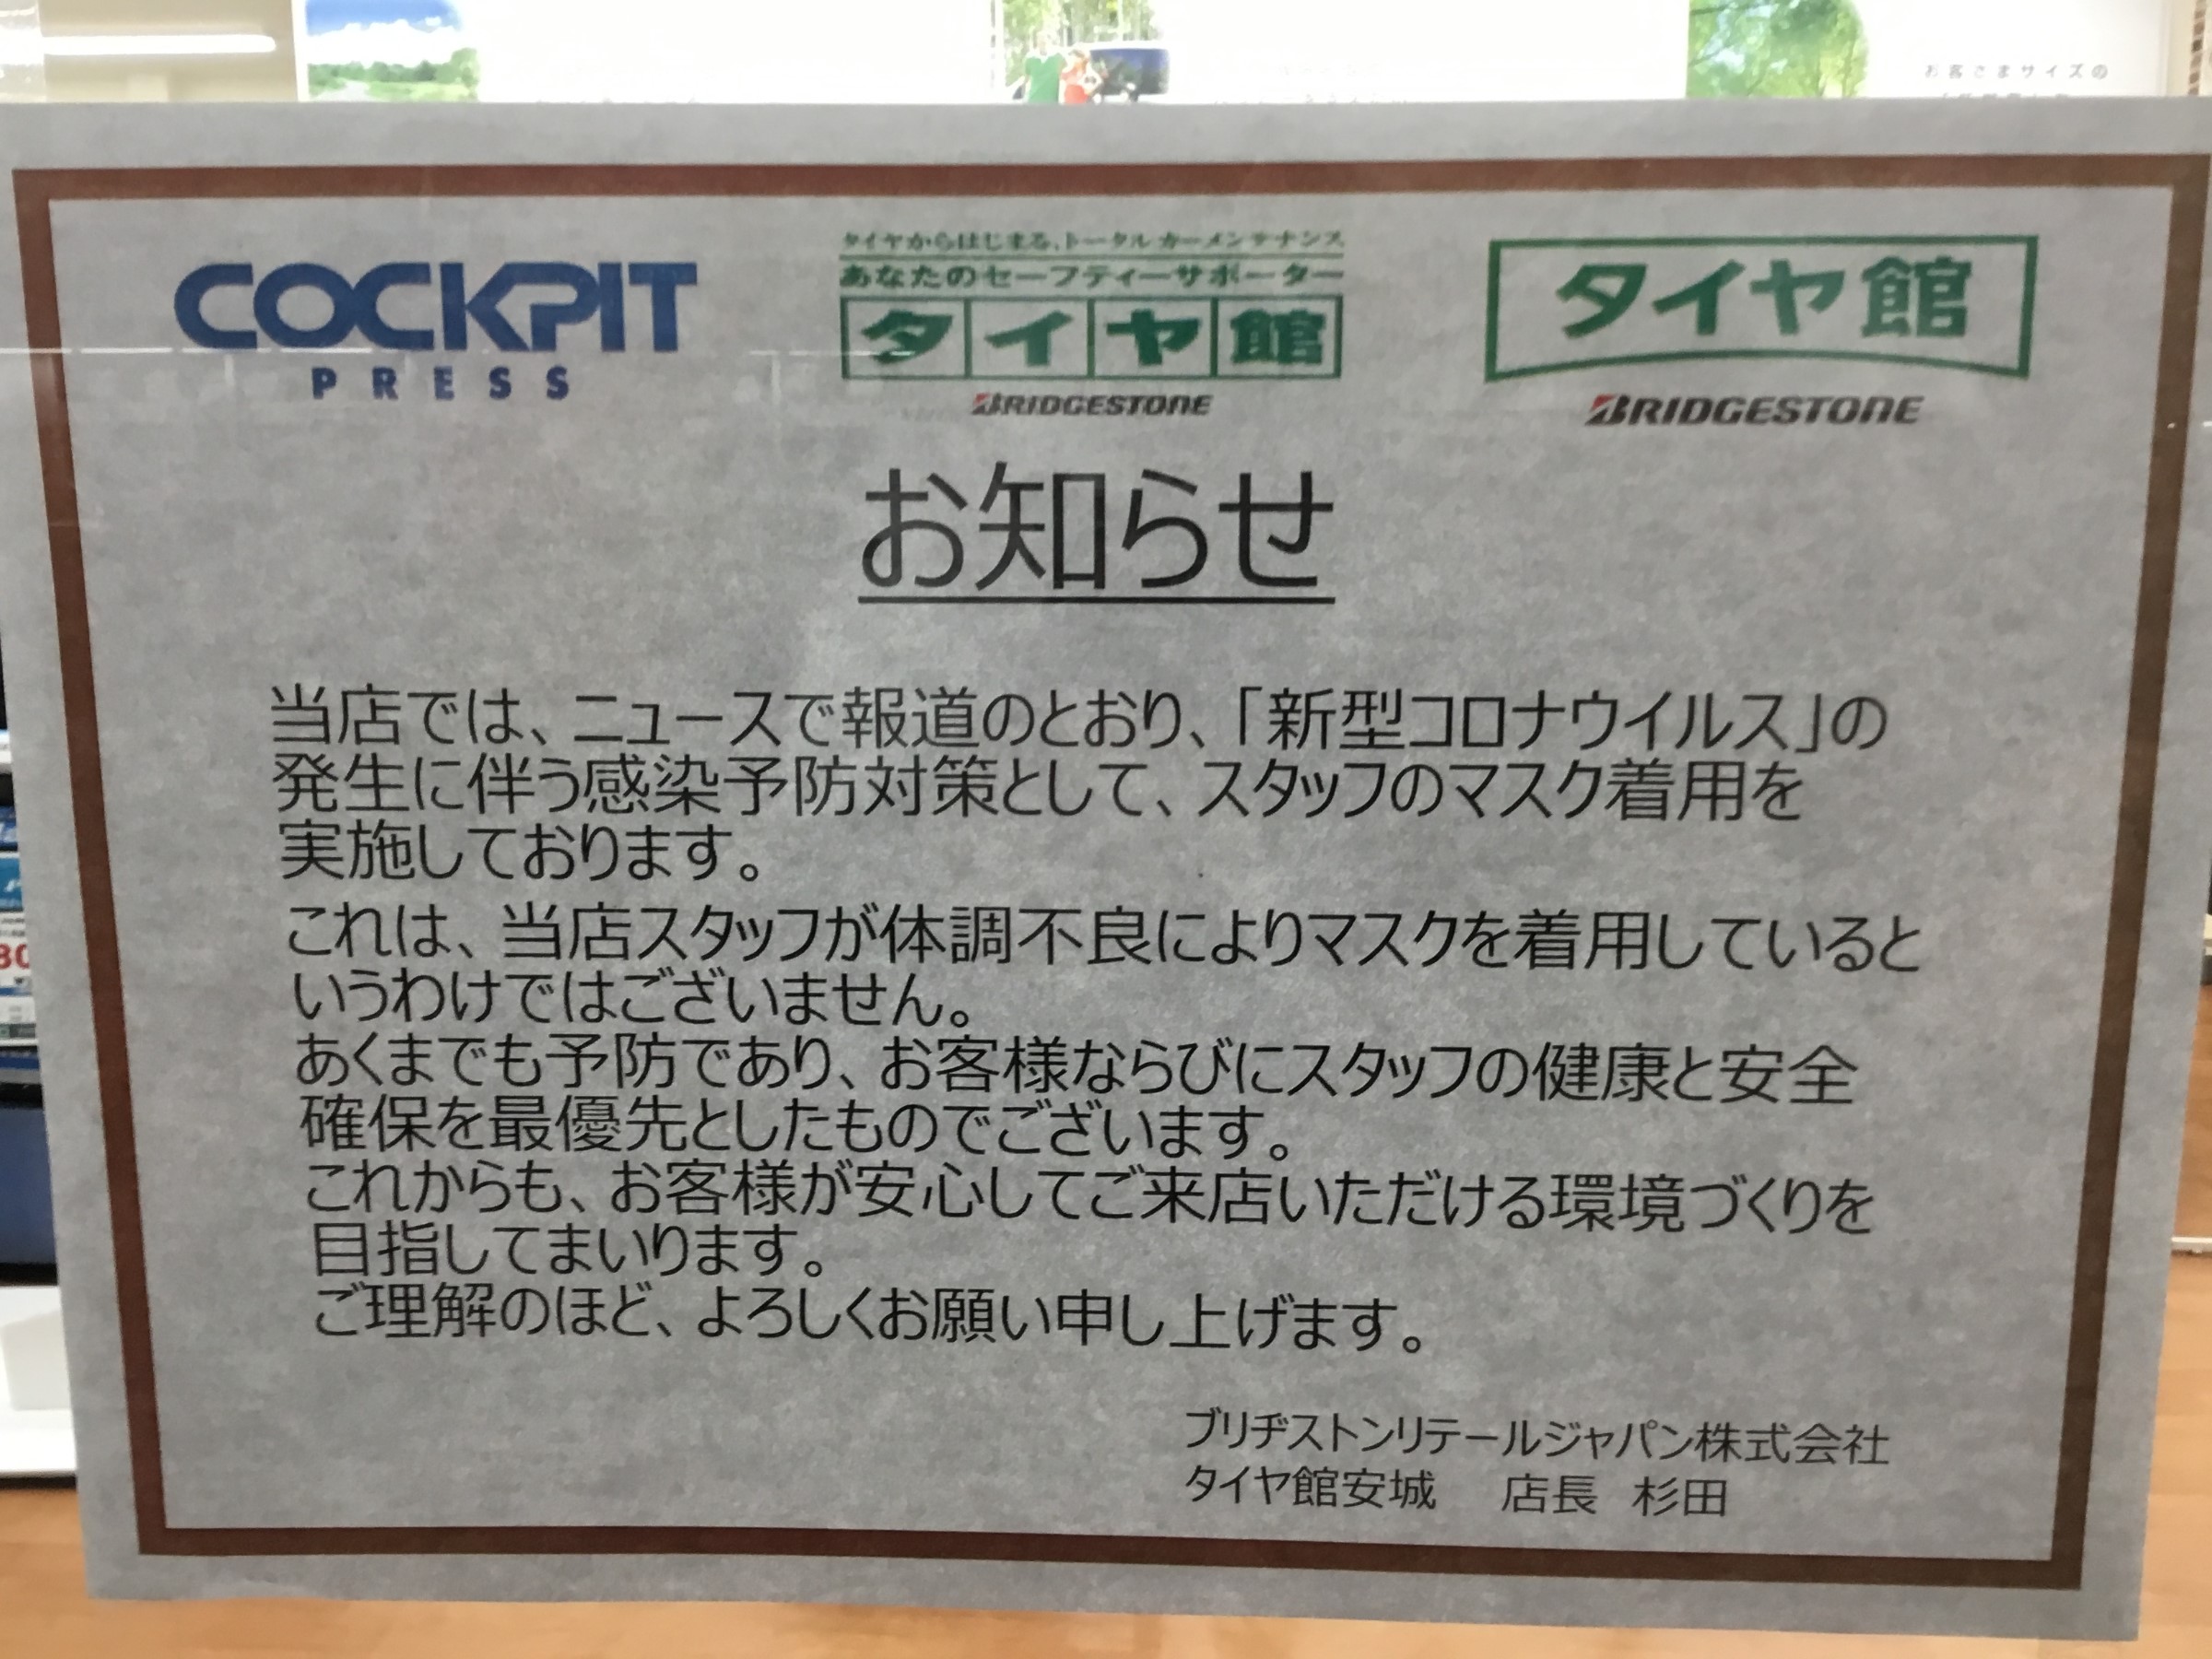 お客さまサイズの
COCKPIT
PRESS
タイヤからはじまる、トータルカーメンテナンス
あなたのセーフティーサポーター
タイヤ館
BRIDGESTONE
タイヤ館
BRIDGESTONE
お知らせ
当店では、ニュースで報道のとおり、「新型コロナウイルス」の
発生に伴う感染予防対策として、スタッフのマスク着用を
実施しております。
これは、当店スタッフが体調不良によりマスクを着用していると
いうわけではございません。
あくまでも予防であり、お客様ならびにスタッフの健康と安全
確保を最優先としたものでございます。
これからも、お客様が安心してご来店いただける環境づくりを
目指してまいります。
ご理解のほど、よろしくお願い申し上げます。
ブリヂストンリテールジャパン株式会社
タイヤ館安城　店長　杉田